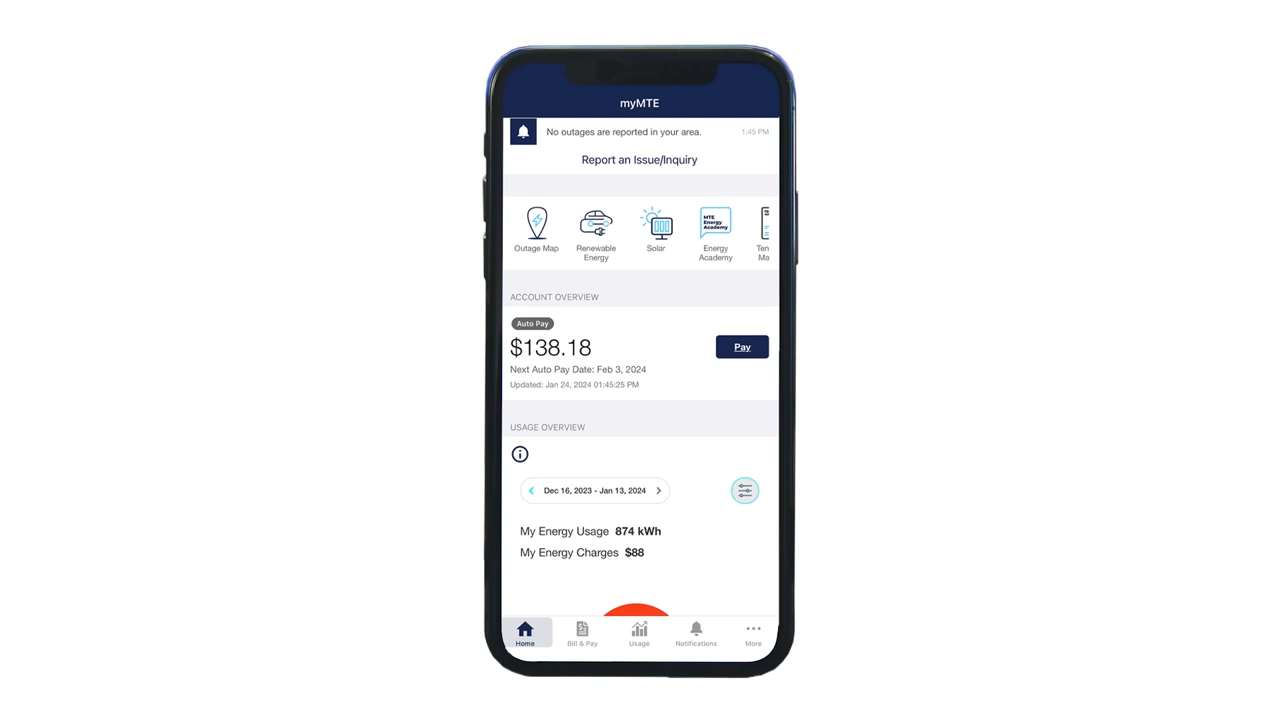 myMTE
No outages are reported in your area.
1:45 PM
Report an Issue/Inquiry
Outage Map
Renewable
Energy
Solar
MTE
Energy
Academy
Energy
Academy
Ten
Ma
ACCOUNT OVERVIEW
Auto Pay
$138.18
Pay
Next Auto Pay Date: Feb 3, 2024
Updated: Jan 24, 2024 01:45:25 PM
USAGE OVERVIEW
Dec 16, 2023 - Jan 13, 2024
My Energy Usage 874 kWh
My Energy Charges $88
Home
Bill & Pay
Usage
Notifications
More